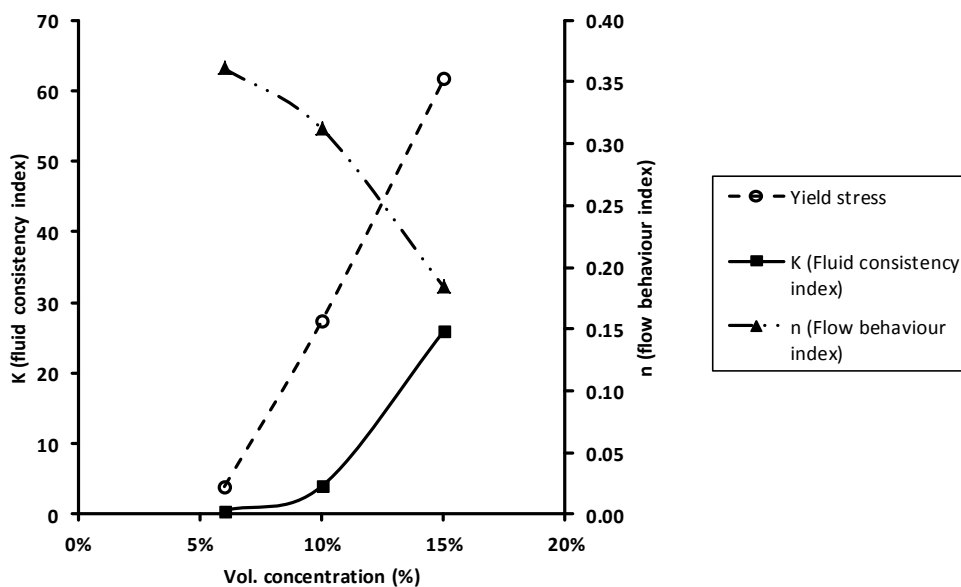 70
60
50
40
30
20
10
0
K (fluid consistency index)
0%
5%
10%
15%
20%
Vol. concentration (%)
0.40
0.35
0.30
0.25
0.20
0.15
0.10
0.05
0.00
n (flow behaviour index)
Yield stress
K (Fluid consistency
index)
n (Flow behaviour
index)